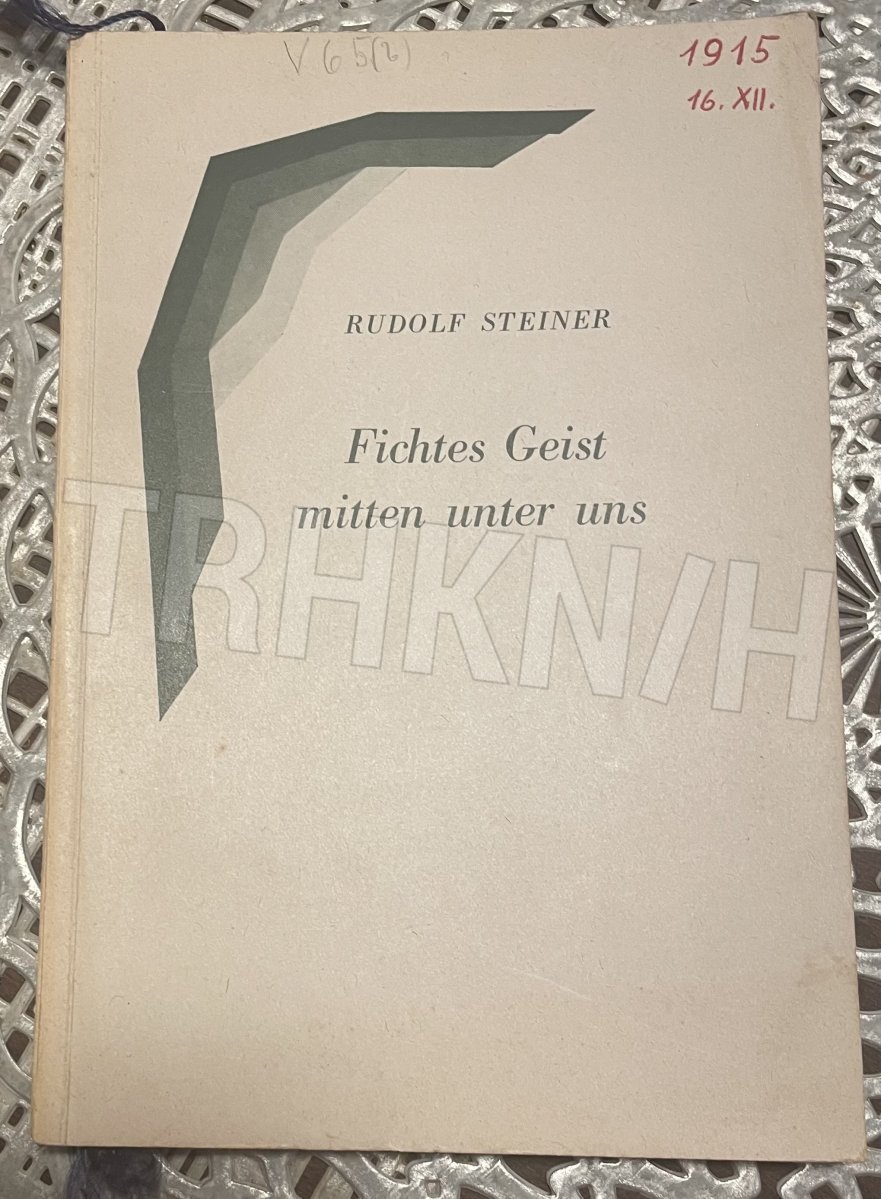 V 65(2)
1915
16. XII.
RUDOLF STEINER
Fichtes Geist
mitten unter uns
TRHKN/H